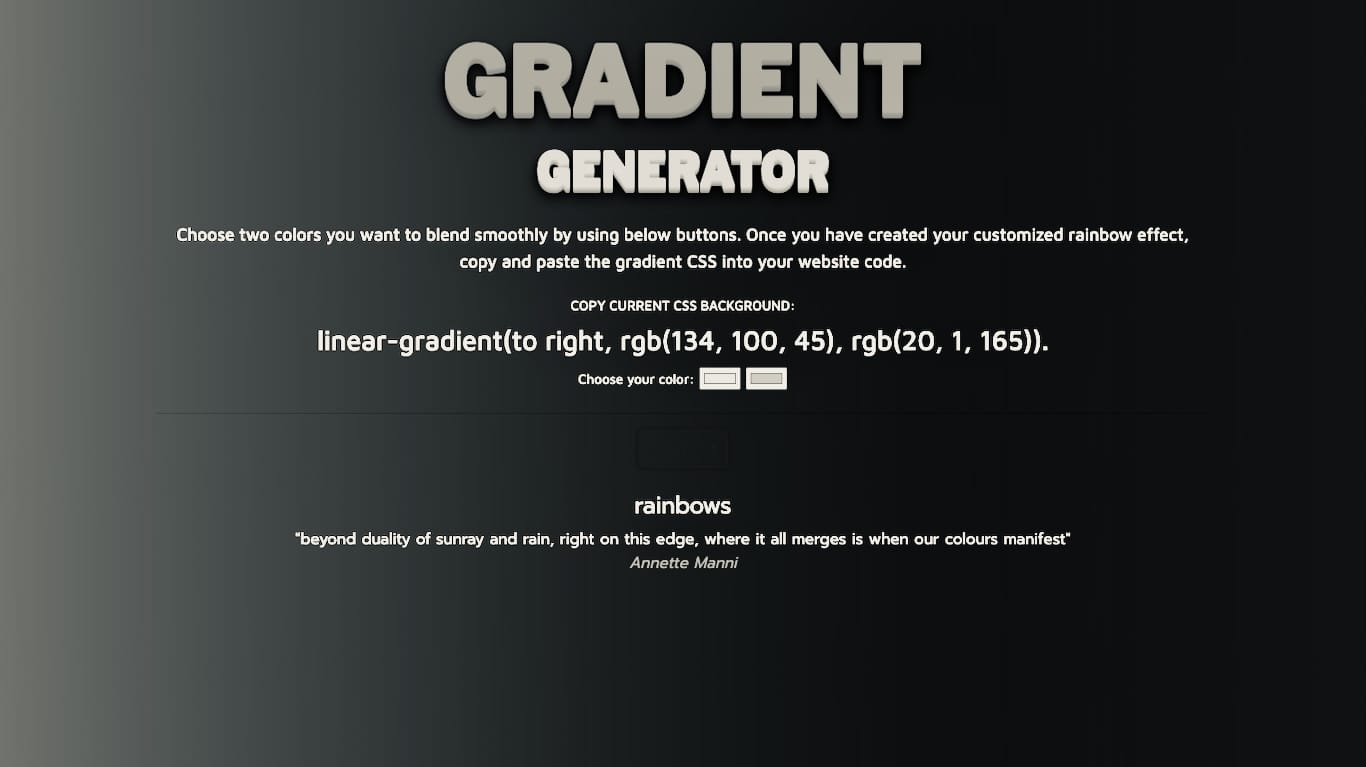 GRADIENT
GENERATOR
Choose two colors you want to blend smoothly by using below buttons. Once you have created your customized rainbow effect,
copy and paste the gradient CSS into your website code.
COPY CURRENT CSS BACKGROUND:
linear-gradient(to right, rgb(134, 100, 45), rgb(20, 1, 165)).
Choose your color:
rainbows
"beyond duality of sunray and rain, right on this edge, where it all merges is when our colours manifest"
Annette Manni